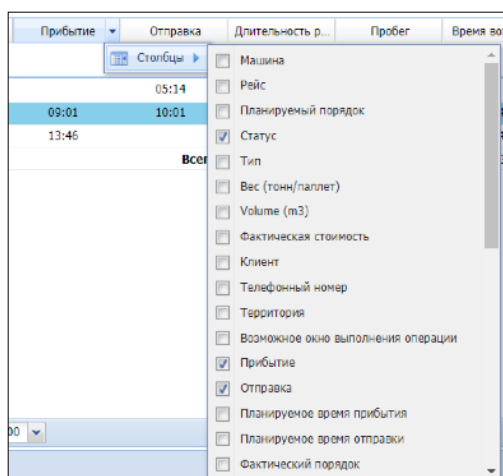 Прибытие Отправка Длительность р... Пробег Время во
Столбцы
Машина
05:14 Рейс
09:01 10:01 Планируемый порядок
13:46 Статус
Всег Тип
Вес (тонн/паллет)
Volume (m3)
Фактическая стоимость
Клиент
Телефонный номер
Территория
Возможное окно выполнения операции
Прибытие
Отправка
Планируемое время прибытия
00 Планируемое время отправки
Фактический порядок